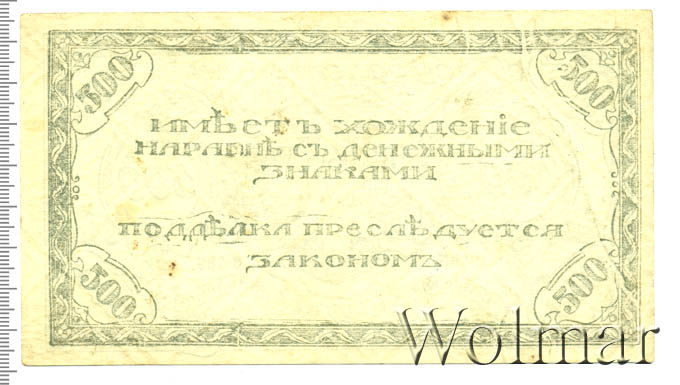 500 500
ИМѢЕТЪ ХОЖДЕНІЕ
НАРАВНѢ СЪ ДЕНЕЖНЫМИ
ЗНАКАМИ
ПОДДѢЛКА ПРЕСЛѢДУЕТСЯ
ЗАКОНОМЪ
500 500
Wolmar